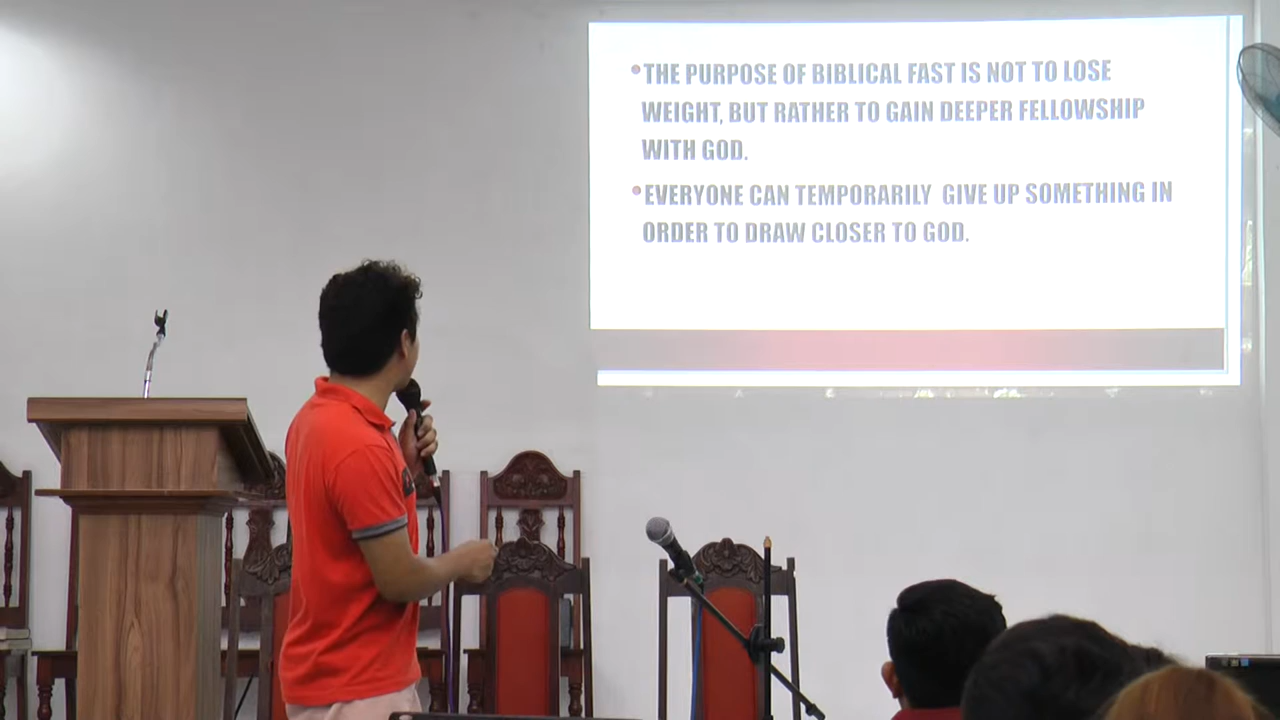 •THE PURPOSE OF BIBLICAL FAST IS NOT TO LOSE
WEIGHT, BUT RATHER TO GAIN DEEPER FELLOWSHIP
WITH GOD.
•EVERYONE CAN TEMPORARILY GIVE UP SOMETHING IN
ORDER TO DRAW CLOSER TO GOD.